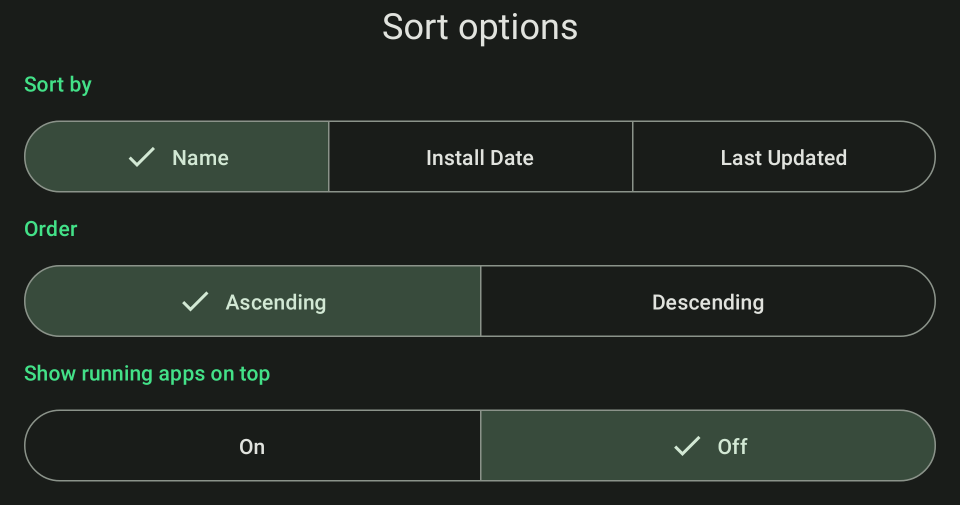 Sort options
Sort by
Name
Install Date
Last Updated
Order
Ascending
Descending
Show running apps on top
On
Off